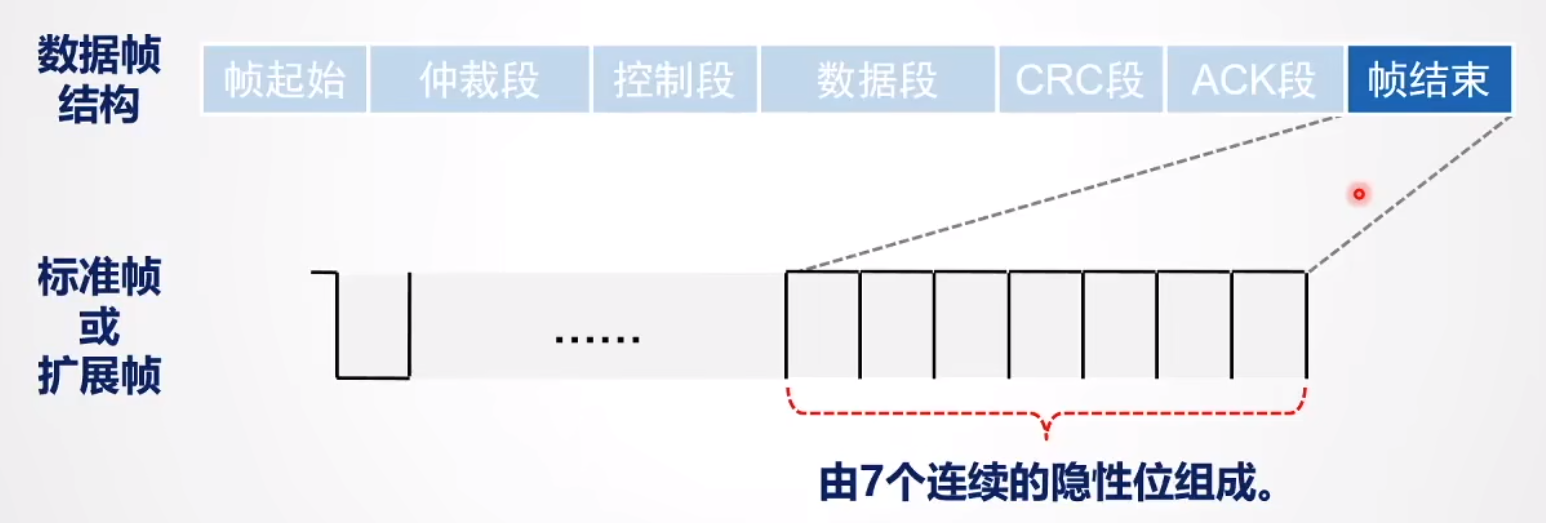 数据帧
结构
帧起始 仲裁段 控制段 数据段 CRC段 ACK段 帧结束
标准帧
或
扩展帧
......
由7个连续的隐性位组成。